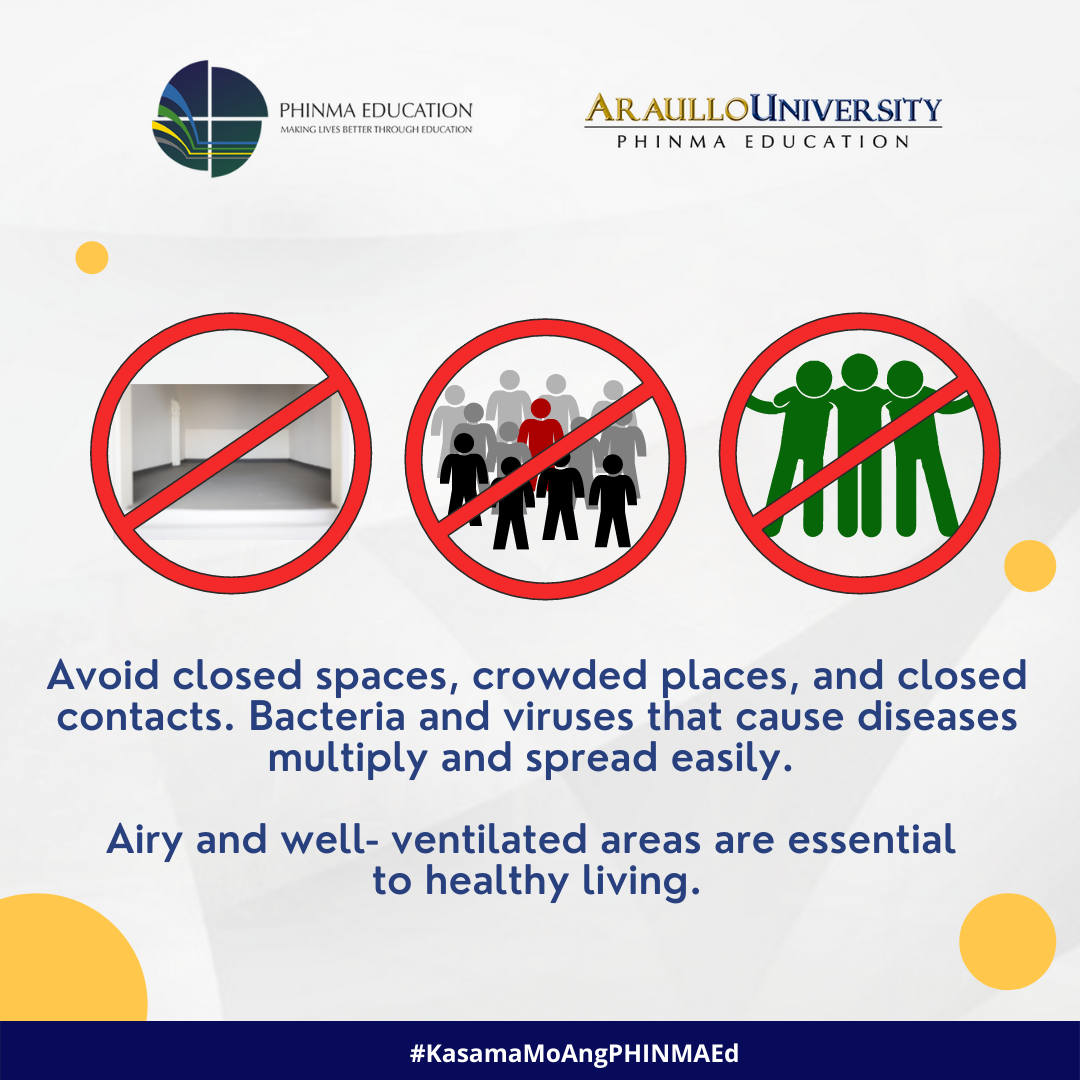 PHINMA EDUCATION
MAKING LIVES BETTER THROUGH EDUCATION
ARAULLOUNIVERSITY
PHINMA EDUCATION
Avoid closed spaces, crowded places, and closed
contacts. Bacteria and viruses that cause diseases
multiply and spread easily.
Airy and well- ventilated areas are essential
to healthy living.
#KasamaMoAngPHINMAEd